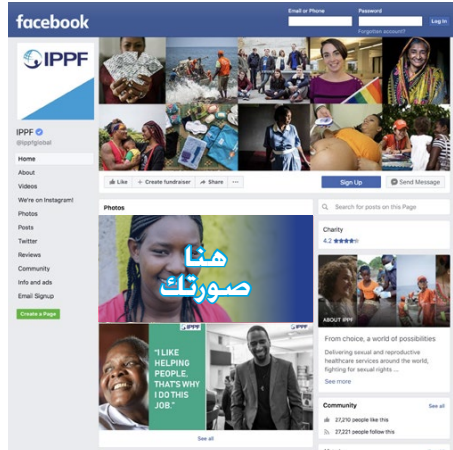 facebook
Email or Phone
Password
Log In
Forgotten account?
IPPF
IPPF
@ippfglobal
Home
About
Videos
We're on Instagram!
Photos
Posts
Twitter
Reviews
Community
Info and ads
Email Signup
Create a Page
Like
Create fundraiser
Share
...
Sign Up
Send Message
Photos
هنا
صورتك
IPPF
"I LIKE
HELPING
PEOPLE.
THAT'S WHY
I DO THIS
JOB."
IPPF
See all
Search for posts on this Page
Charity
4.2
ABOUT IPPF
From choice, a world of possibilities
Delivering sexual and reproductive
healthcare services around the world,
fighting for sexual rights ...
See more
Community
See all
27,210 people like this
27,221 people follow this